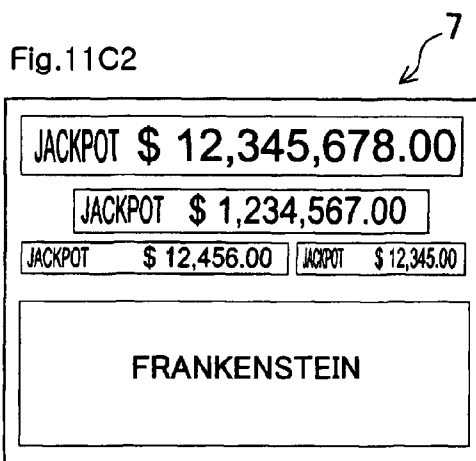 7
Fig.11C2
JACKPOT $ 12,345,678.00
JACKPOT $ 1,234,567.00
JACKPOT $ 12,456.00 JACKPOT $ 12,345.00
FRANKENSTEIN